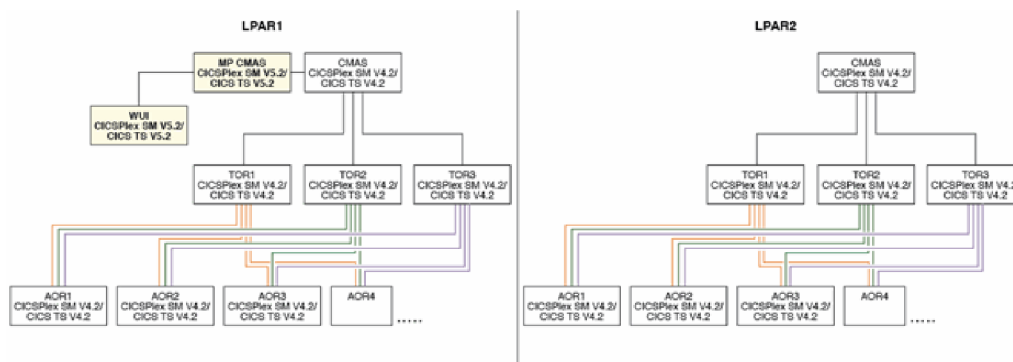 LPAR1
MP CMAS
CICSPlex SM V5.2/
CICS TS V5.2
CMAS
CICSPlex SM V4.2/
CICS TS V4.2
WUI
CICSPlex SM V5.2/
CICS TS V5.2
TOR1
CICSPlex SM V4.2/
CICS TS V4.2
TOR2
CICSPlex SM V4.2/
CICS TS V4.2
TOR3
CICSPlex SM V4.2/
CICS TS V4.2
AOR1
CICSPlex SM V4.2/
CICS TS V4.2
AOR2
CICSPlex SM V4.2/
CICS TS V4.2
AOR3
CICSPlex SM V4.2/
CICS TS V4.2
AOR4
.....
LPAR2
CMAS
CICSPlex SM V4.2/
CICS TS V4.2
TOR1
CICSPlex SM V4.2/
CICS TS V4.2
TOR2
CICSPlex SM V4.2/
CICS TS V4.2
TOR3
CICSPlex SM V4.2/
CICS TS V4.2
AOR1
CICSPlex SM V4.2/
CICS TS V4.2
AOR2
CICSPlex SM V4.2/
CICS TS V4.2
AOR3
CICSPlex SM V4.2/
CICS TS V4.2
AOR4
.....